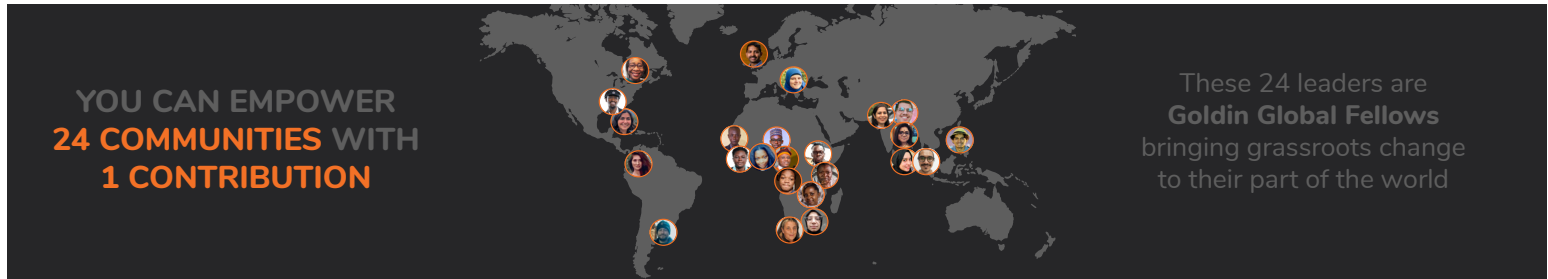 YOU CAN EMPOWER
24 COMMUNITIES WITH
1 CONTRIBUTION
These 24 leaders are
Goldin Global Fellows
bringing grassroots change
to their part of the world